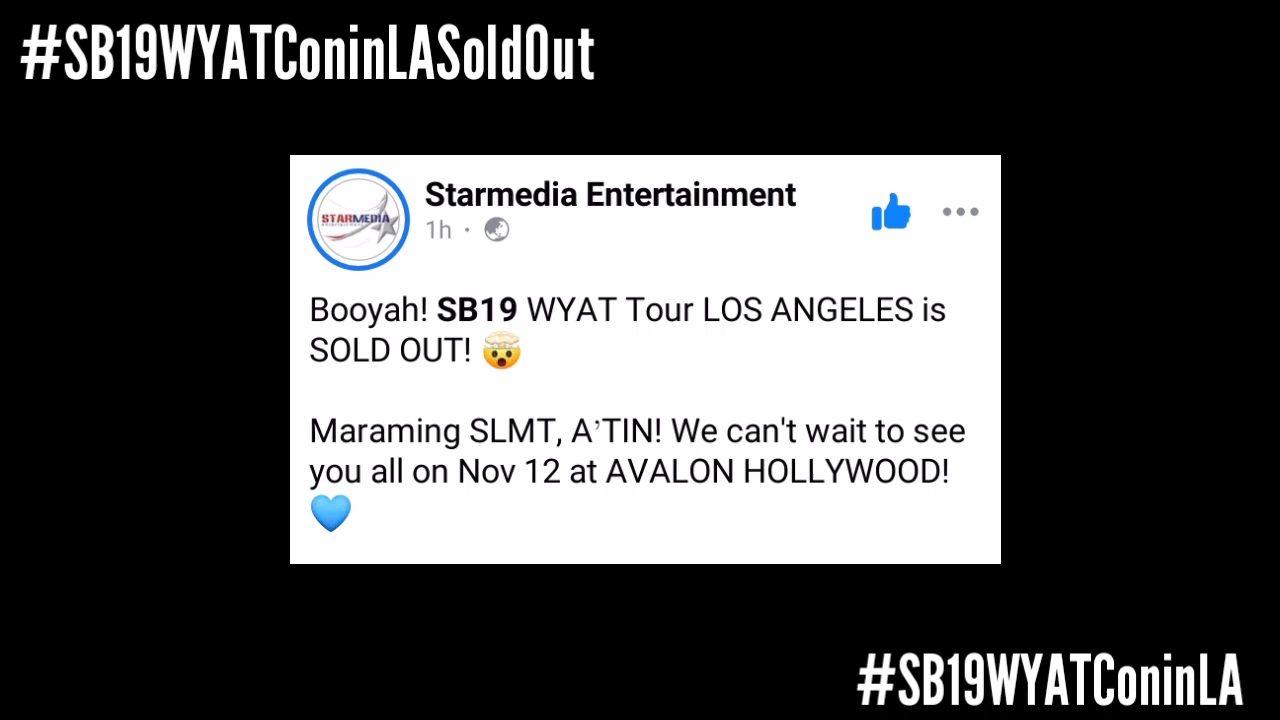 #SB19WYATConinLASoldOut
STARMEDIA
Starmedia Entertainment
1h ·
Booyah! SB19 WYAT Tour LOS ANGELES is
SOLD OUT! 🤯
Maraming SLMT, A’TIN! We can't wait to see
you all on Nov 12 at AVALON HOLLYWOOD!
💙
#SB19WYATConinLA